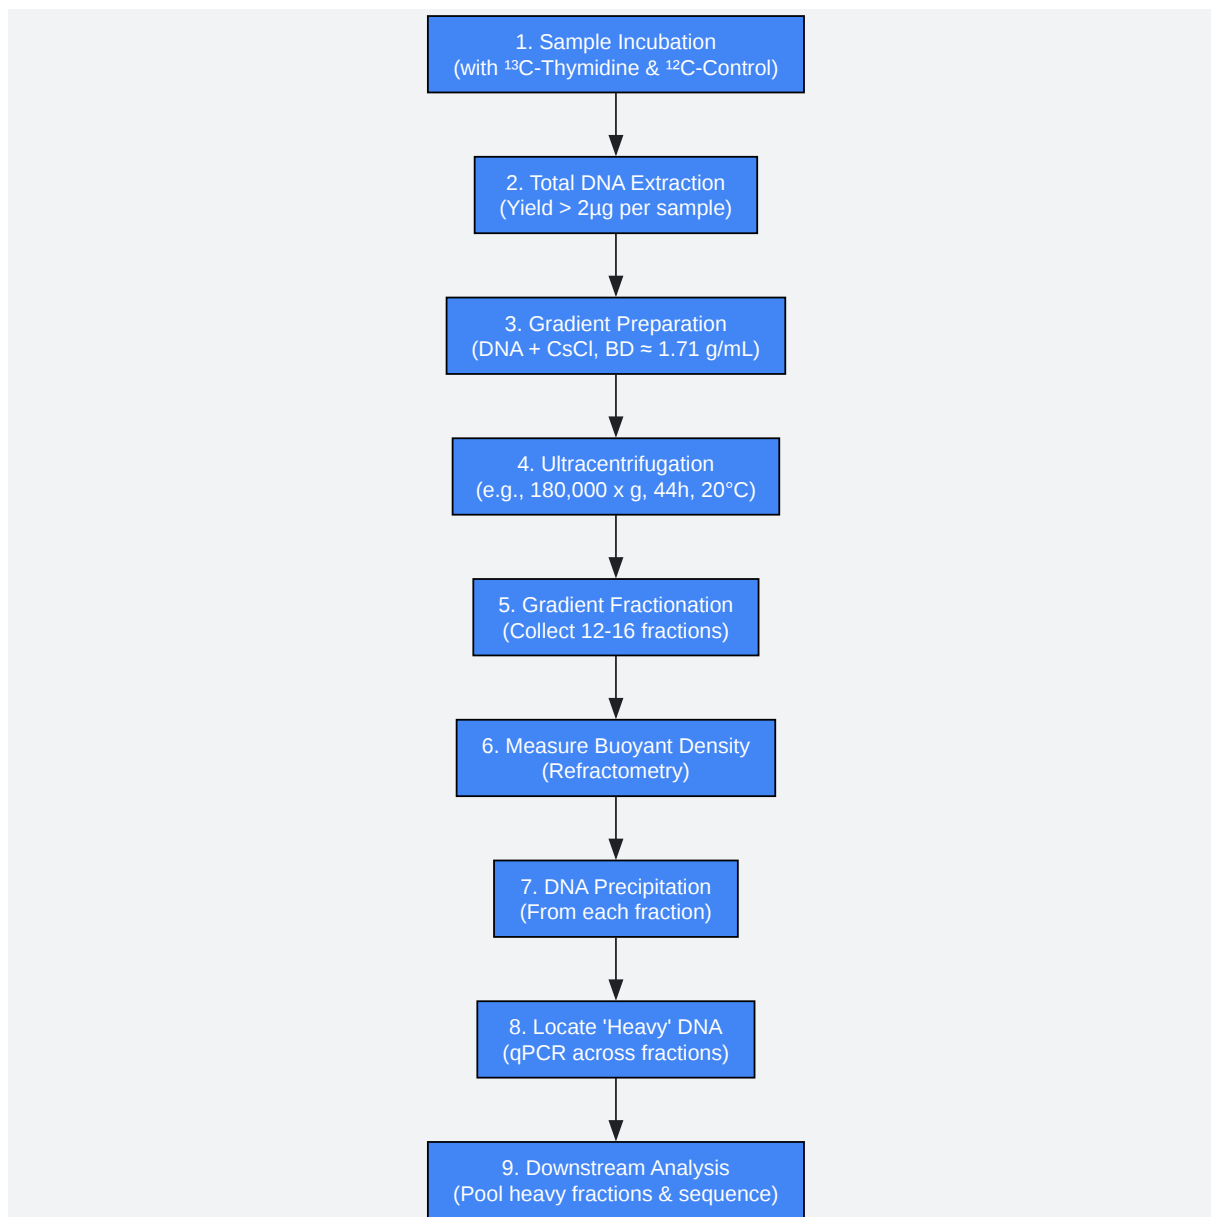 1. Sample Incubation
(with ¹³C-Thymidine & ¹²C-Control)
2. Total DNA Extraction
(Yield > 2µg per sample)
3. Gradient Preparation
(DNA + CsCl, BD ≈ 1.71 g/mL)
4. Ultracentrifugation
(e.g., 180,000 x g, 44h, 20°C)
5. Gradient Fractionation
(Collect 12-16 fractions)
6. Measure Buoyant Density
(Refractometry)
7. DNA Precipitation
(From each fraction)
8. Locate 'Heavy' DNA
(qPCR across fractions)
9. Downstream Analysis
(Pool heavy fractions & sequence)